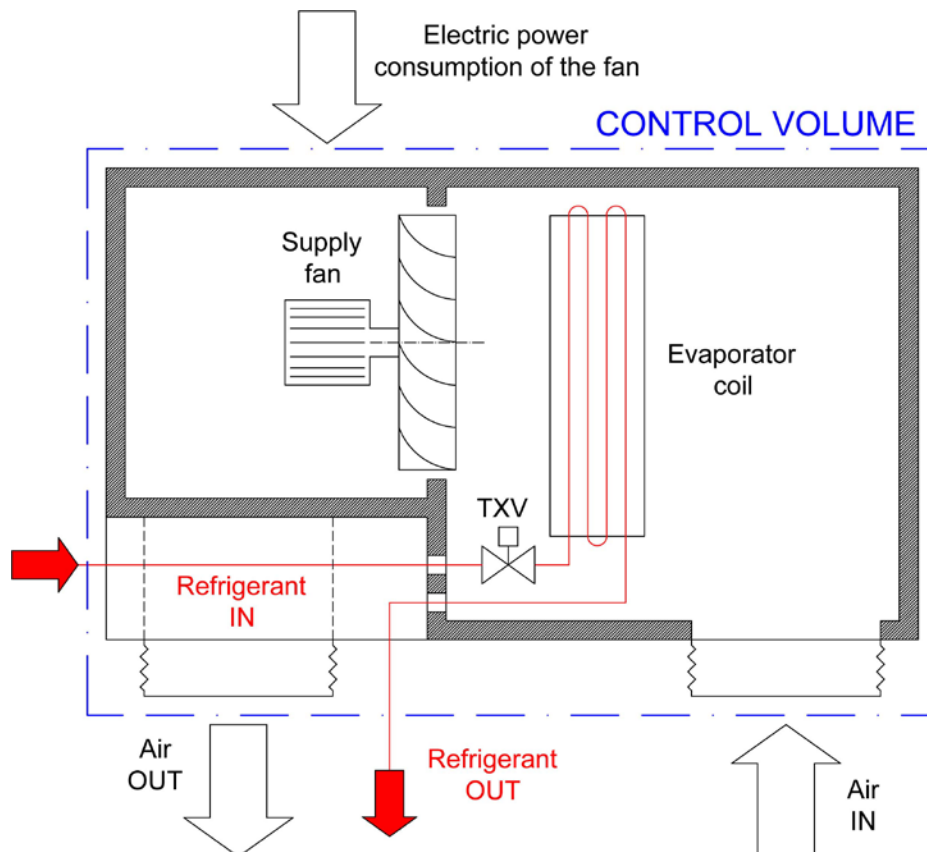 Electric power
consumption of the fan
CONTROL VOLUME
Supply
fan
Evaporator
coil
TXV
Refrigerant
IN
Air
OUT
Refrigerant
OUT
Air
IN